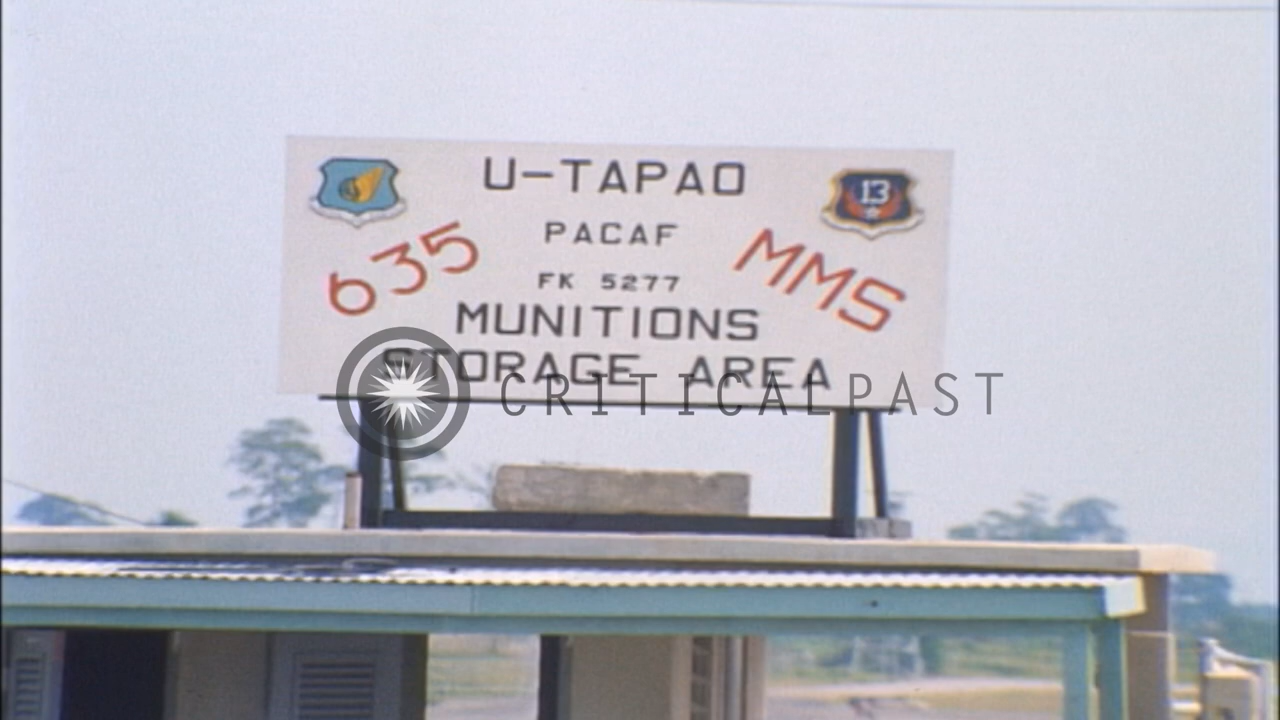 U-TAPAO
13
PACAF
635
MMS
FK 5277
MUNITIONS
STORAGE AREA
CRITICALPAST